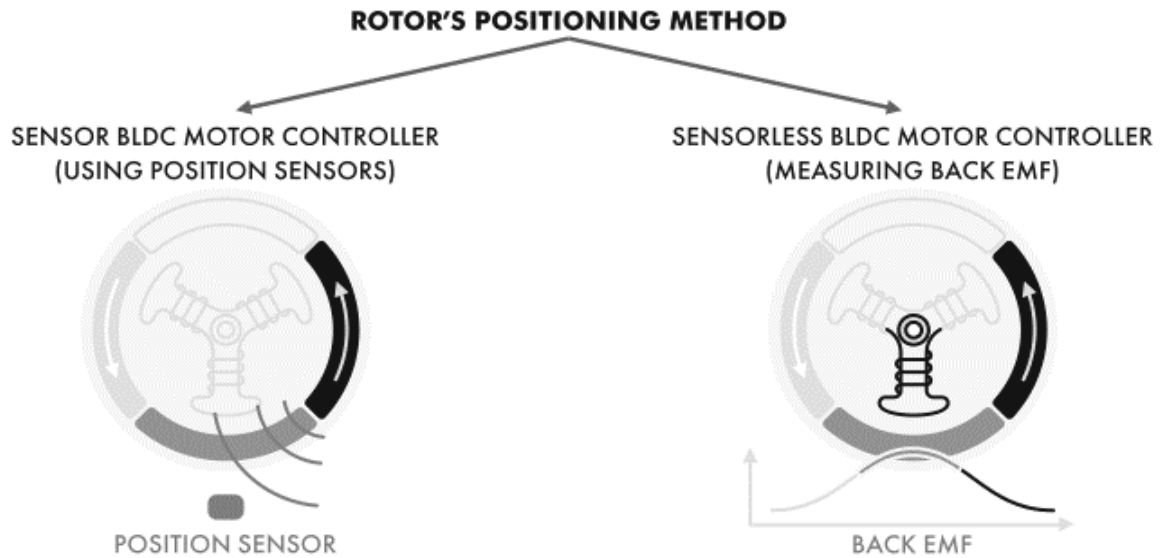 ROTOR'S POSITIONING METHOD
SENSOR BLDC MOTOR CONTROLLER
(USING POSITION SENSORS)
SENSORLESS BLDC MOTOR CONTROLLER
(MEASURING BACK EMF)
POSITION SENSOR
BACK EMF